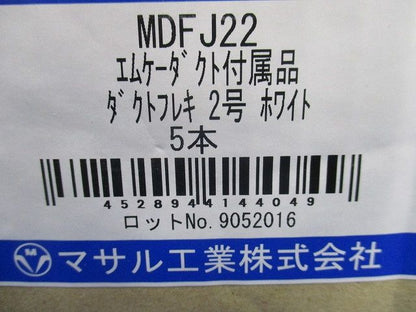 MDFJ22
エムケーダクト付属品
ダクトフレキ 2号 ホワイト
5本
4528944144049
ロットNo.9052016
M マサル工業株式会社